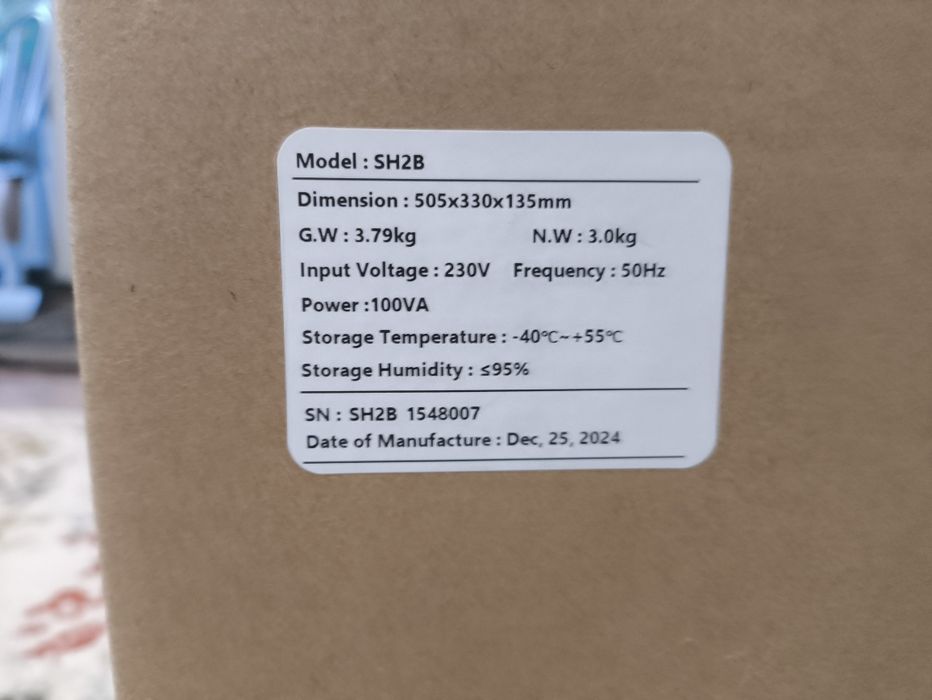 Model : SH2B
Dimension : 505x330x135mm
G.W : 3.79kg N.W : 3.0kg
Input Voltage : 230V Frequency : 50Hz
Power :100VA
Storage Temperature : -40℃~+55℃
Storage Humidity : ≤95%
SN : SH2B 1548007
Date of Manufacture : Dec, 25, 2024